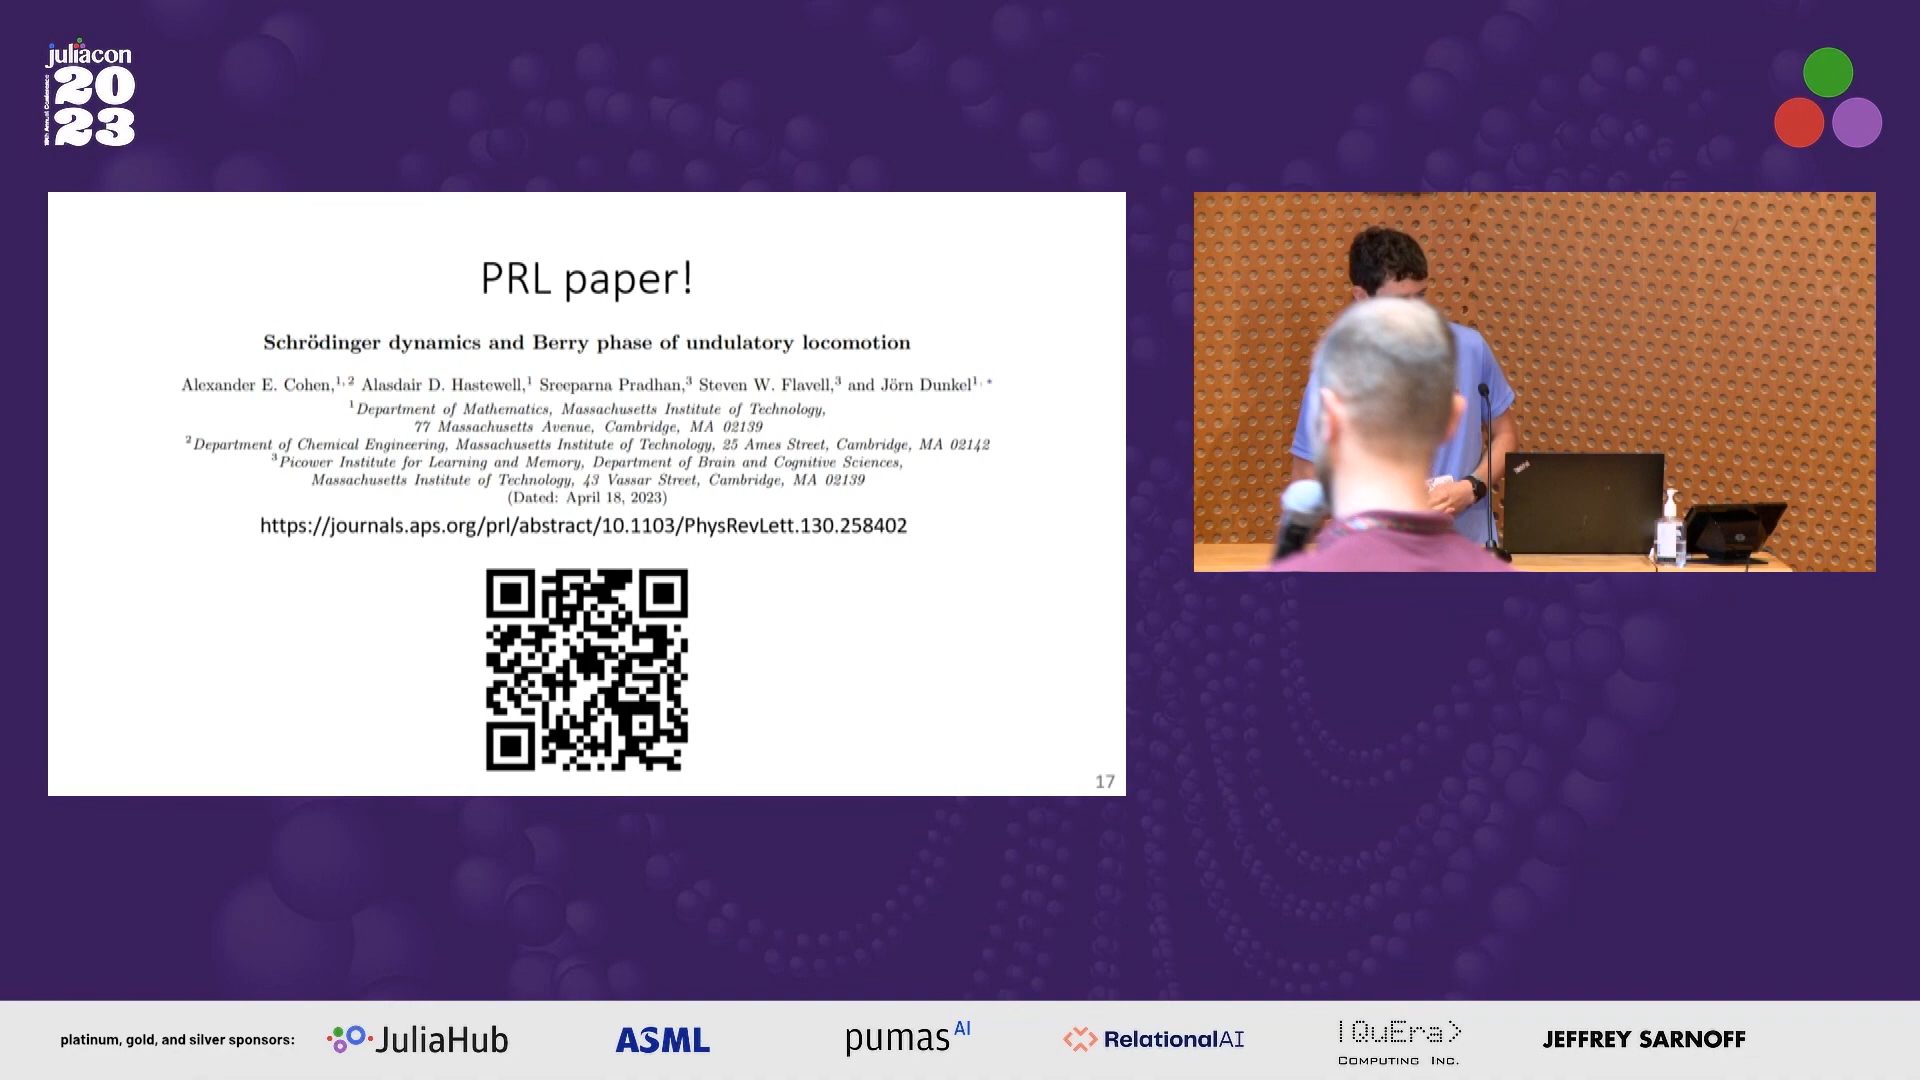 juliacon
20
23
PRL paper!
Schrödinger dynamics and Berry phase of undulatory locomotion
Alexander E. Cohen,1, 2 Alasdair D. Hastewell,1 Sreeparna Pradhan,3 Steven W. Flavell,3 and Jörn Dunkel1, *
1Department of Mathematics, Massachusetts Institute of Technology,
77 Massachusetts Avenue, Cambridge, MA 02139
2Department of Chemical Engineering, Massachusetts Institute of Technology, 25 Ames Street, Cambridge, MA 02142
3Picower Institute for Learning and Memory, Department of Brain and Cognitive Sciences,
Massachusetts Institute of Technology, 43 Vassar Street, Cambridge, MA 02139
(Dated: April 18, 2023)
https://journals.aps.org/prl/abstract/10.1103/PhysRevLett.130.258402
17
platinum, gold, and silver sponsors:
JuliaHub
ASML
pumasAI
RelationalAI
|QuEra>
COMPUTING INC.
JEFFREY SARNOFF